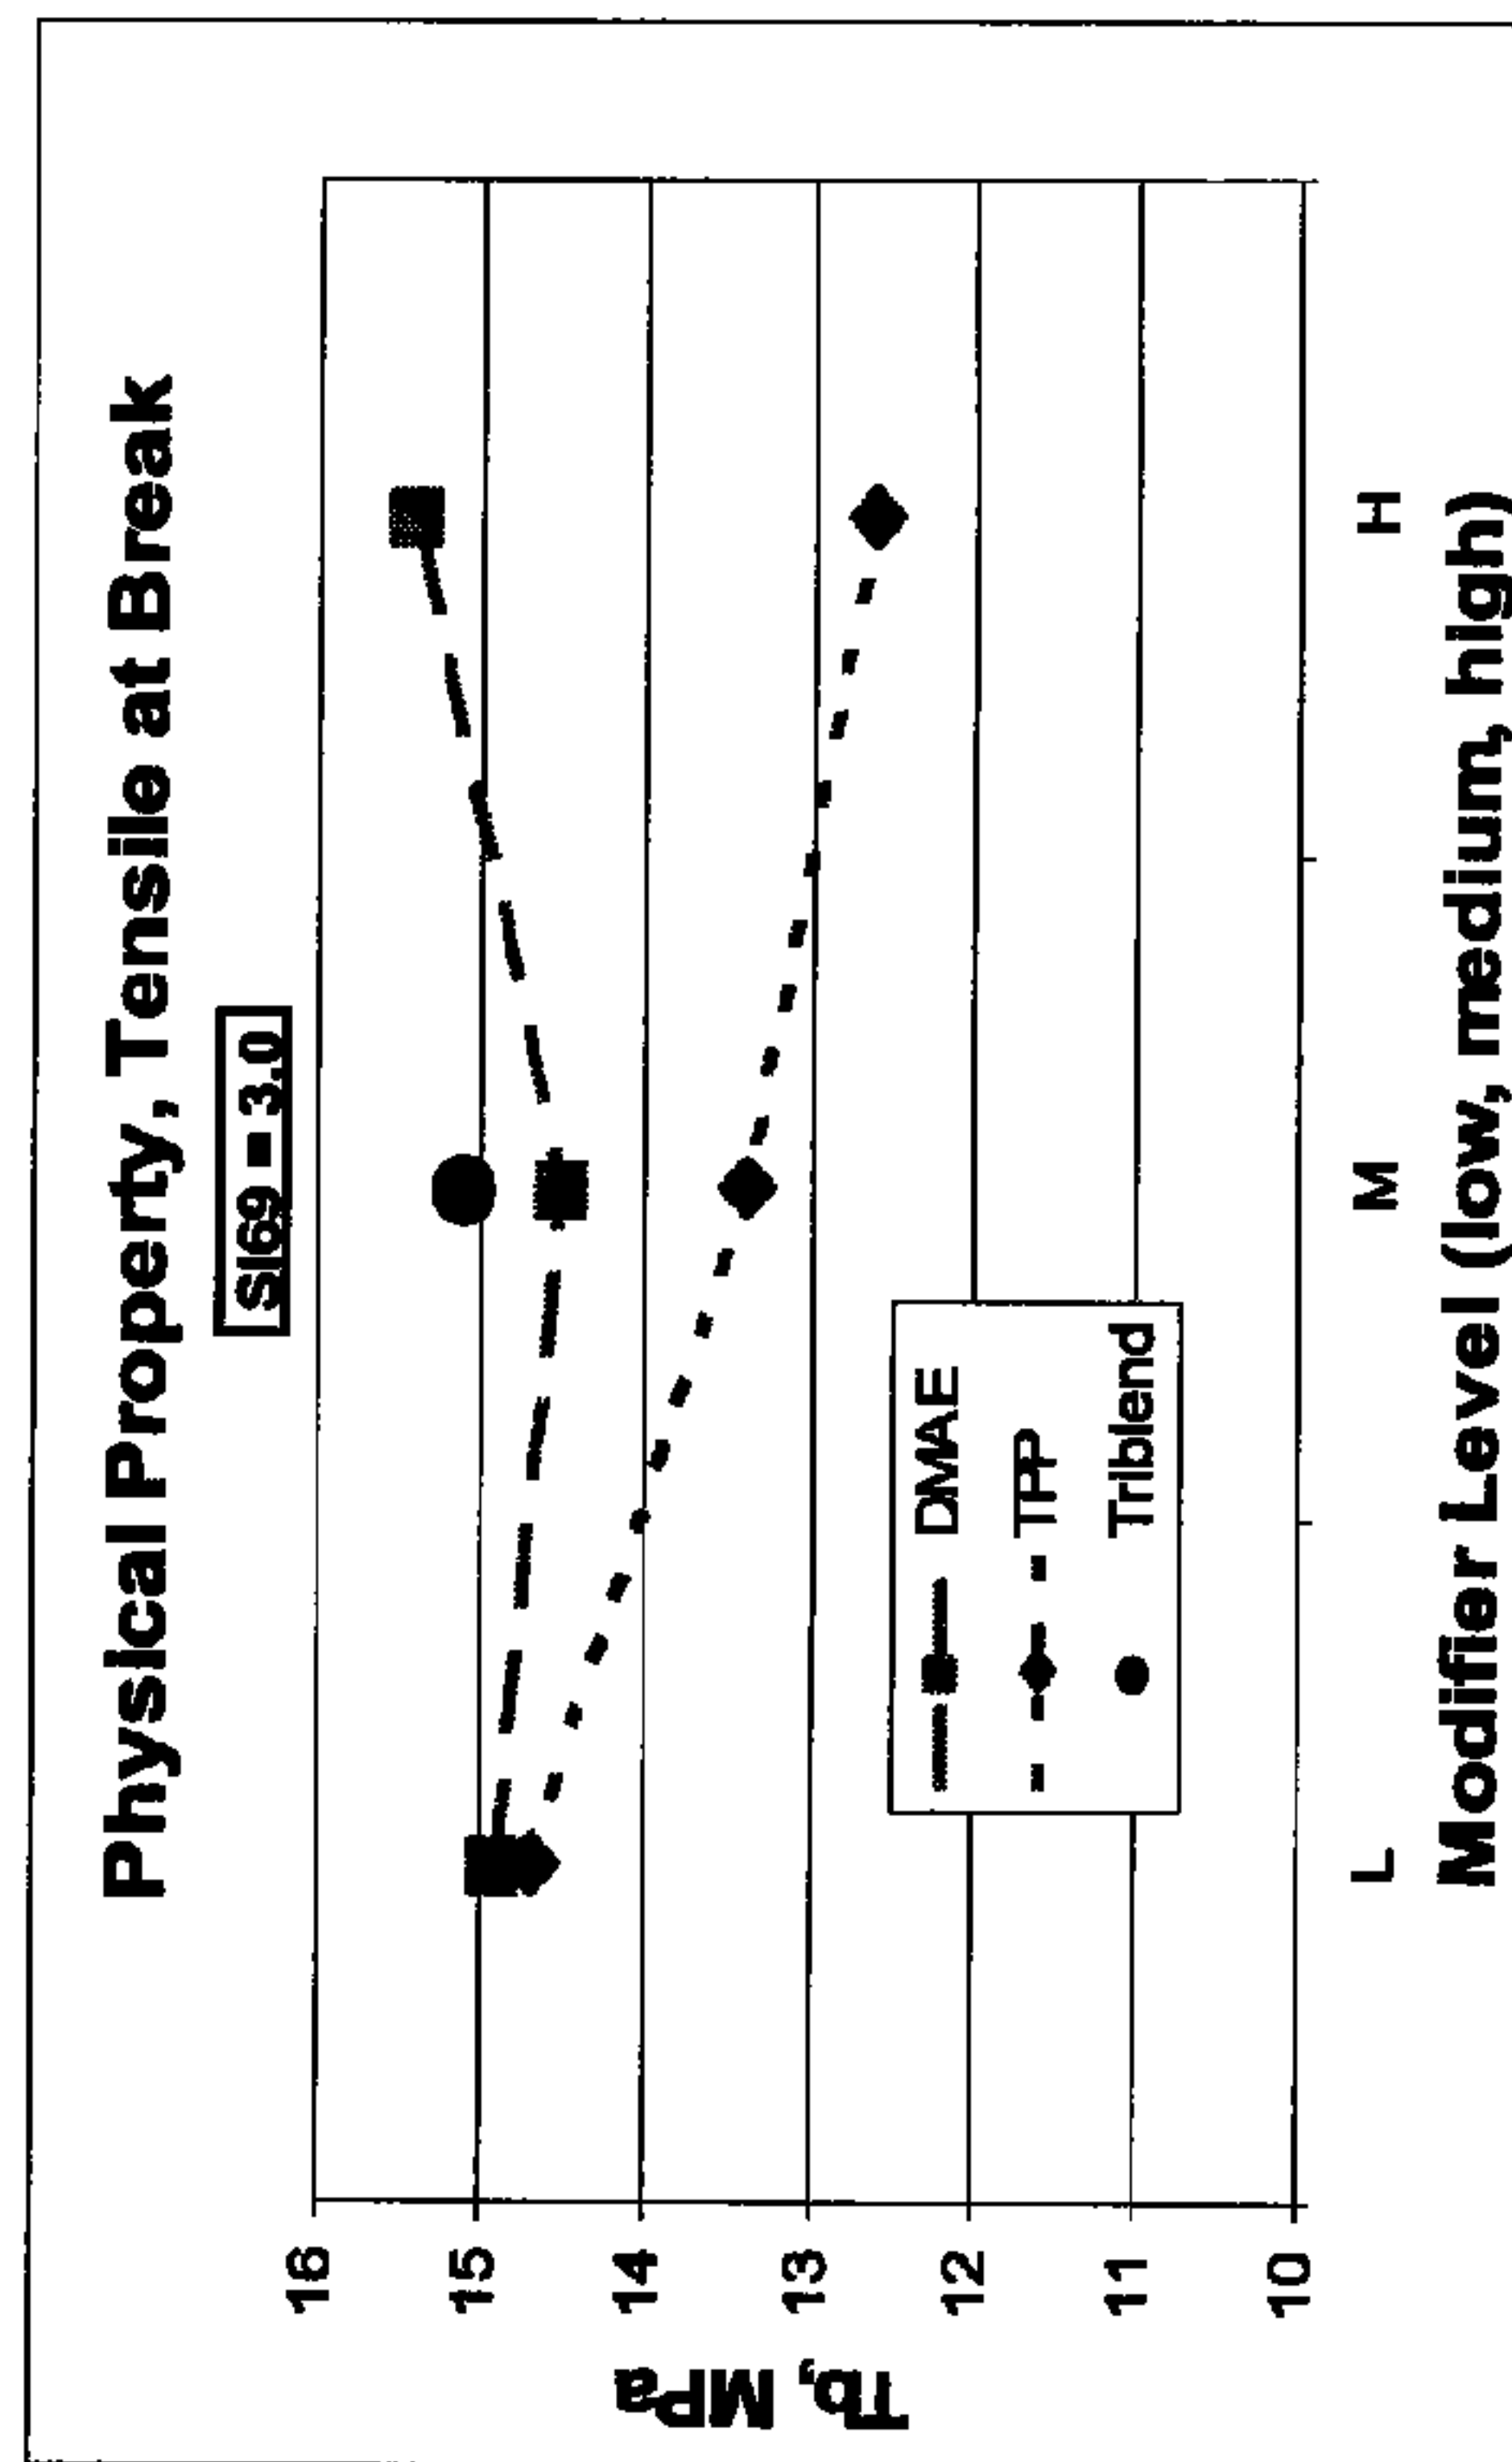 Physical Property, Tensile at Break
SI69 - 3.0
Tb, MPa
16
15
14
13
12
11
10
DMAE
TPP
Triblend
L
M
H
Modifier Level (low, medium, high)